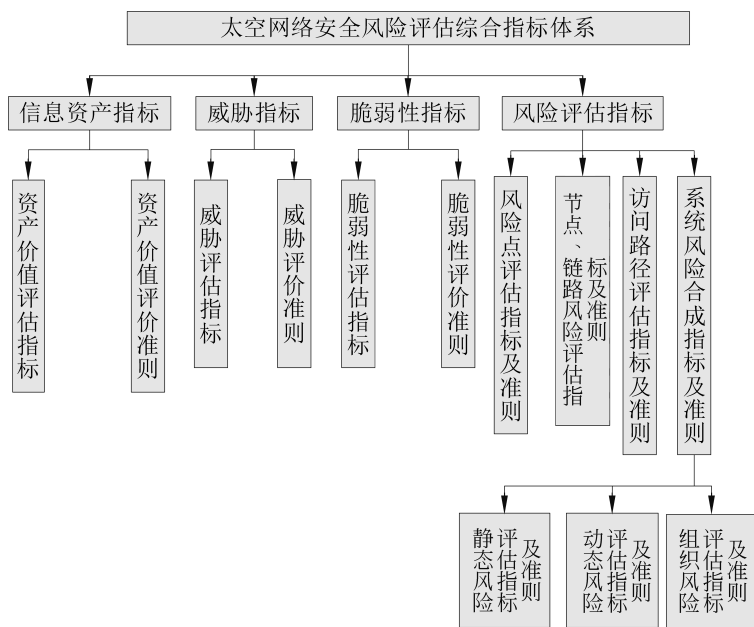 太空网络安全风险评估综合指标体系
信息资产指标
威胁指标
脆弱性指标
风险评估指标
资产价值评估指标
资产价值评价准则
威胁评估指标
威胁评价准则
脆弱性评估指标
脆弱性评价准则
风险点评估指标及准则
节点、链路风险评估指
标及准则
访问路径评估指标及准则
系统风险合成指标及准则
静态风险
评估指标
及准则
动态风险
评估指标
及准则
组织风险
评估指标
及准则